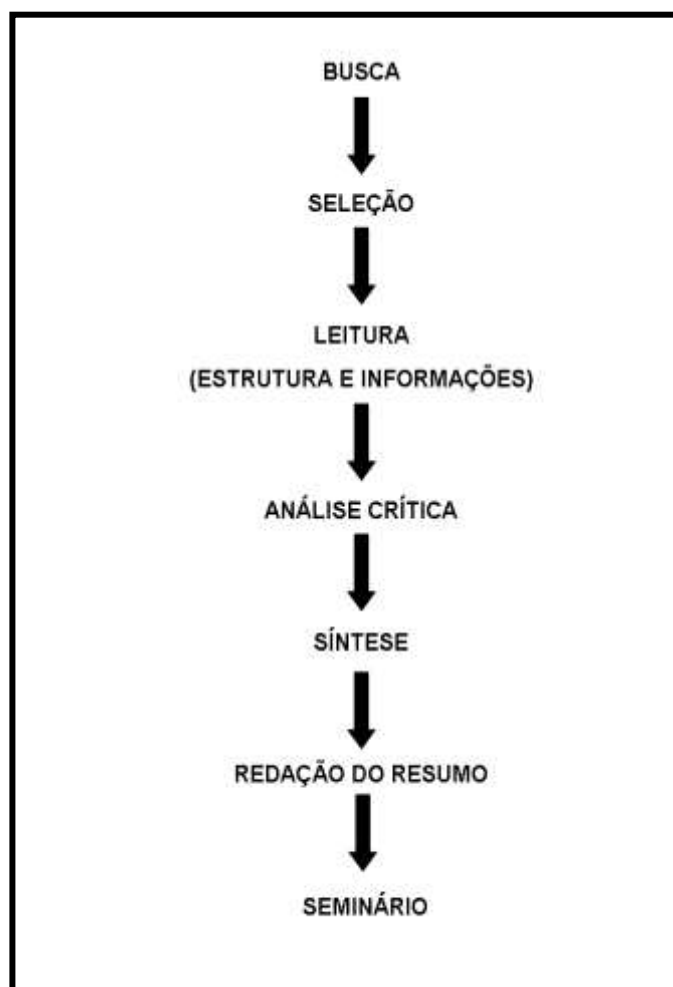 BUSCA
SELEÇÃO
LEITURA
(ESTRUTURA E INFORMAÇÕES)
ANÁLISE CRÍTICA
SÍNTESE
REDAÇÃO DO RESUMO
SEMINÁRIO